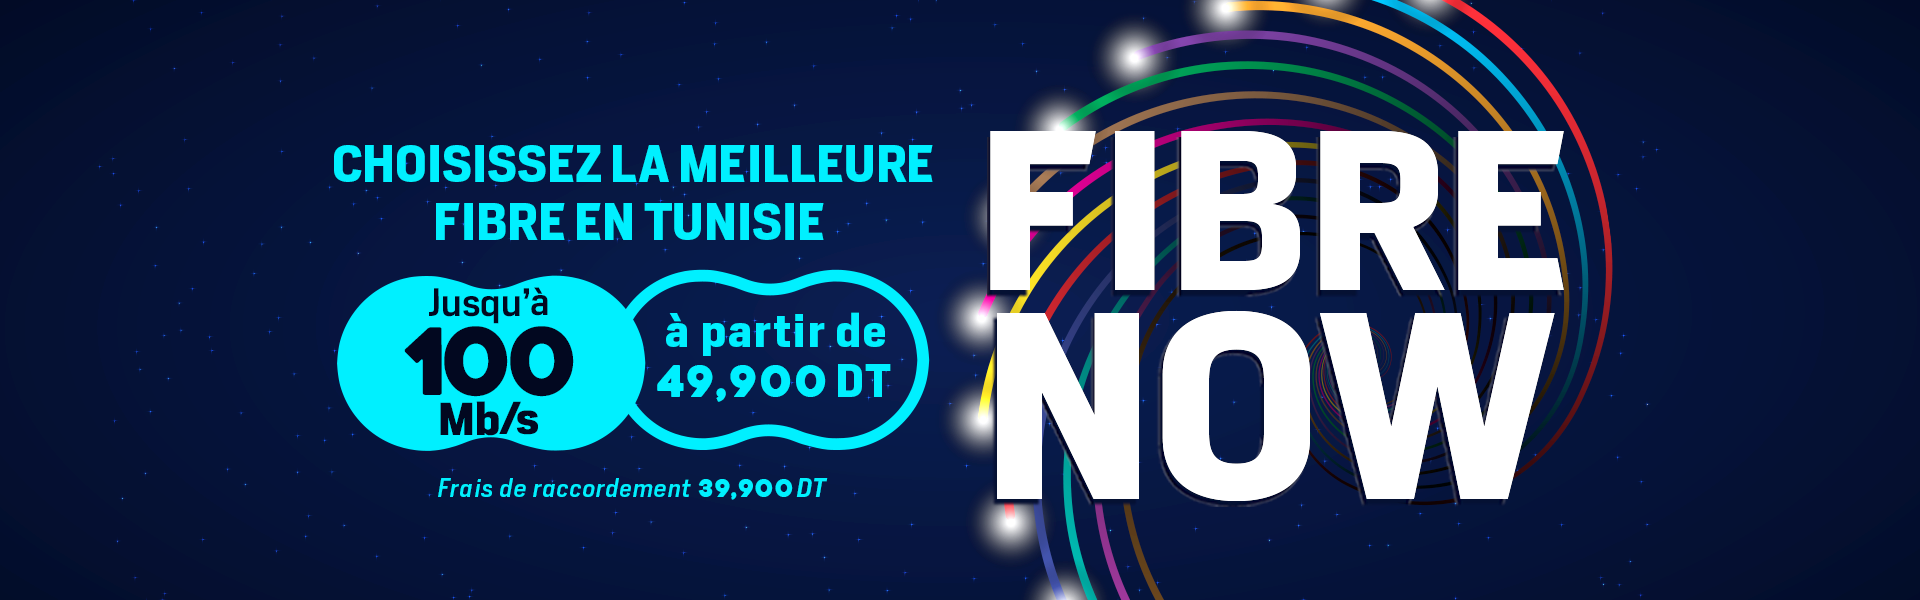 CHOISISSEZ LA MEILLEURE
FIBRE EN TUNISIE
Jusqu'à
100
Mb/s
à partir de
49,900 DT
Frais de raccordement 39,900 DT
FIBRE
NOW